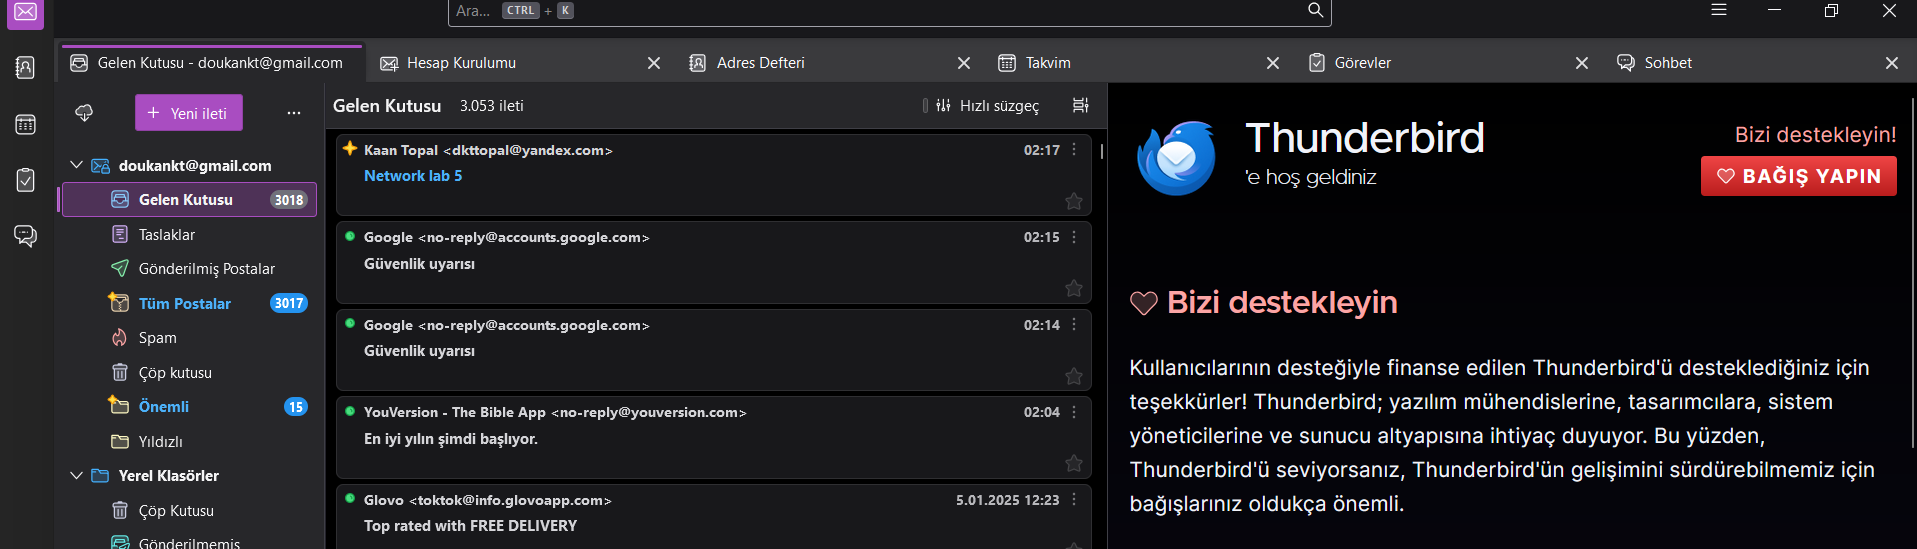 Ara... CTRL + K
Gelen Kutusu - doukankt@gmail.com
Hesap Kurulumu
Adres Defteri
Takvim
Görevler
Sohbet
+ Yeni ileti
doukankt@gmail.com
Gelen Kutusu 3018
Taslaklar
Gönderilmiş Postalar
Tüm Postalar 3017
Spam
Çöp kutusu
Önemli 15
Yıldızlı
Yerel Klasörler
Çöp Kutusu
Gönderilmemiş
Gelen Kutusu 3.053 ileti Hızlı süzgeç
Kaan Topal <dkttopal@yandex.com> 02:17
Network lab 5
Google <no-reply@accounts.google.com> 02:15
Güvenlik uyarısı
Google <no-reply@accounts.google.com> 02:14
Güvenlik uyarısı
YouVersion - The Bible App <no-reply@youversion.com> 02:04
En iyi yılın şimdi başlıyor.
Glovo <toktok@info.glovoapp.com> 5.01.2025 12:23
Top rated with FREE DELIVERY
Thunderbird
'e hoş geldiniz
Bizi destekleyin!
BAĞIŞ YAPIN
Bizi destekleyin
Kullanıcılarının desteğiyle finanse edilen Thunderbird'ü desteklediğiniz için
teşekkürler! Thunderbird; yazılım mühendislerine, tasarımcılara, sistem
yöneticilerine ve sunucu altyapısına ihtiyaç duyuyor. Bu yüzden,
Thunderbird'ü seviyorsanız, Thunderbird'ün gelişimini sürdürebilmemiz için
bağışlarınız oldukça önemli.